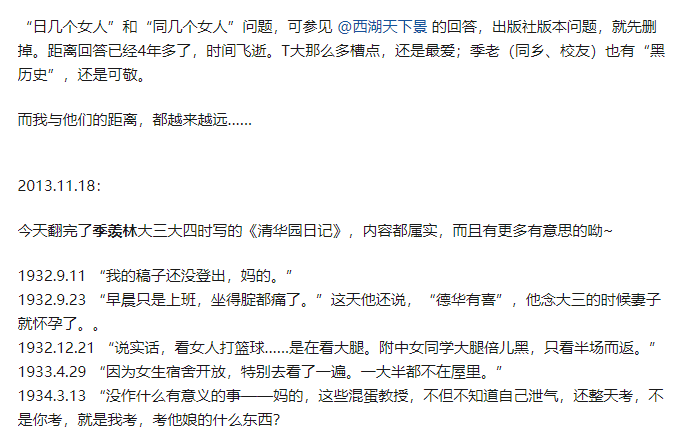 “日几个女人”和“同几个女人”问题，可参见 @西湖天下景 的回答，出版社版本问题，就先删
掉。距离回答已经4年多了，时间飞逝。T大那么多槽点，还是最爱；季老（同乡、校友）也有“黑
历史”，还是可敬。
而我与他们的距离，都越来越远……
2013.11.18：
今天翻完了季羡林大三大四时写的《清华园日记》，内容都属实，而且有更多有意思的呦~
1932.9.11 “我的稿子还没登出，妈的。”
1932.9.23 “早晨只是上班，坐得腚都痛了。”这天他还说，“德华有喜”，他念大三的时候妻子
就怀孕了。。
1932.12.21 “说实话，看女人打篮球……是在看大腿。附中女同学大腿倍儿黑，只看半场而返。”
1933.4.29 “因为女生宿舍开放，特别去看了一遍。一大半都不在屋里。”
1934.3.13 “没作什么有意义的事——妈的，这些混蛋教授，不但不知道自己泄气，还整天考，不
是你考，就是我考，考他娘的什么东西？